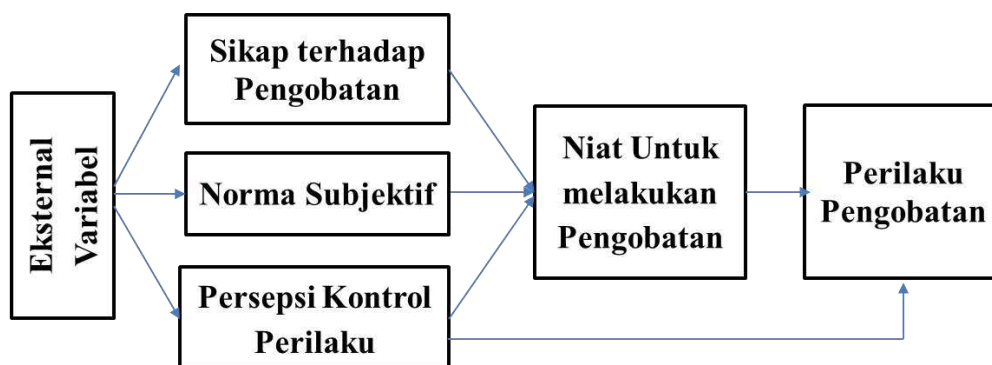 Eksternal
Variabel
Sikap terhadap
Pengobatan
Norma Subjektif
Persepsi Kontrol
Perilaku
Niat Untuk
melakukan
Pengobatan
Perilaku
Pengobatan